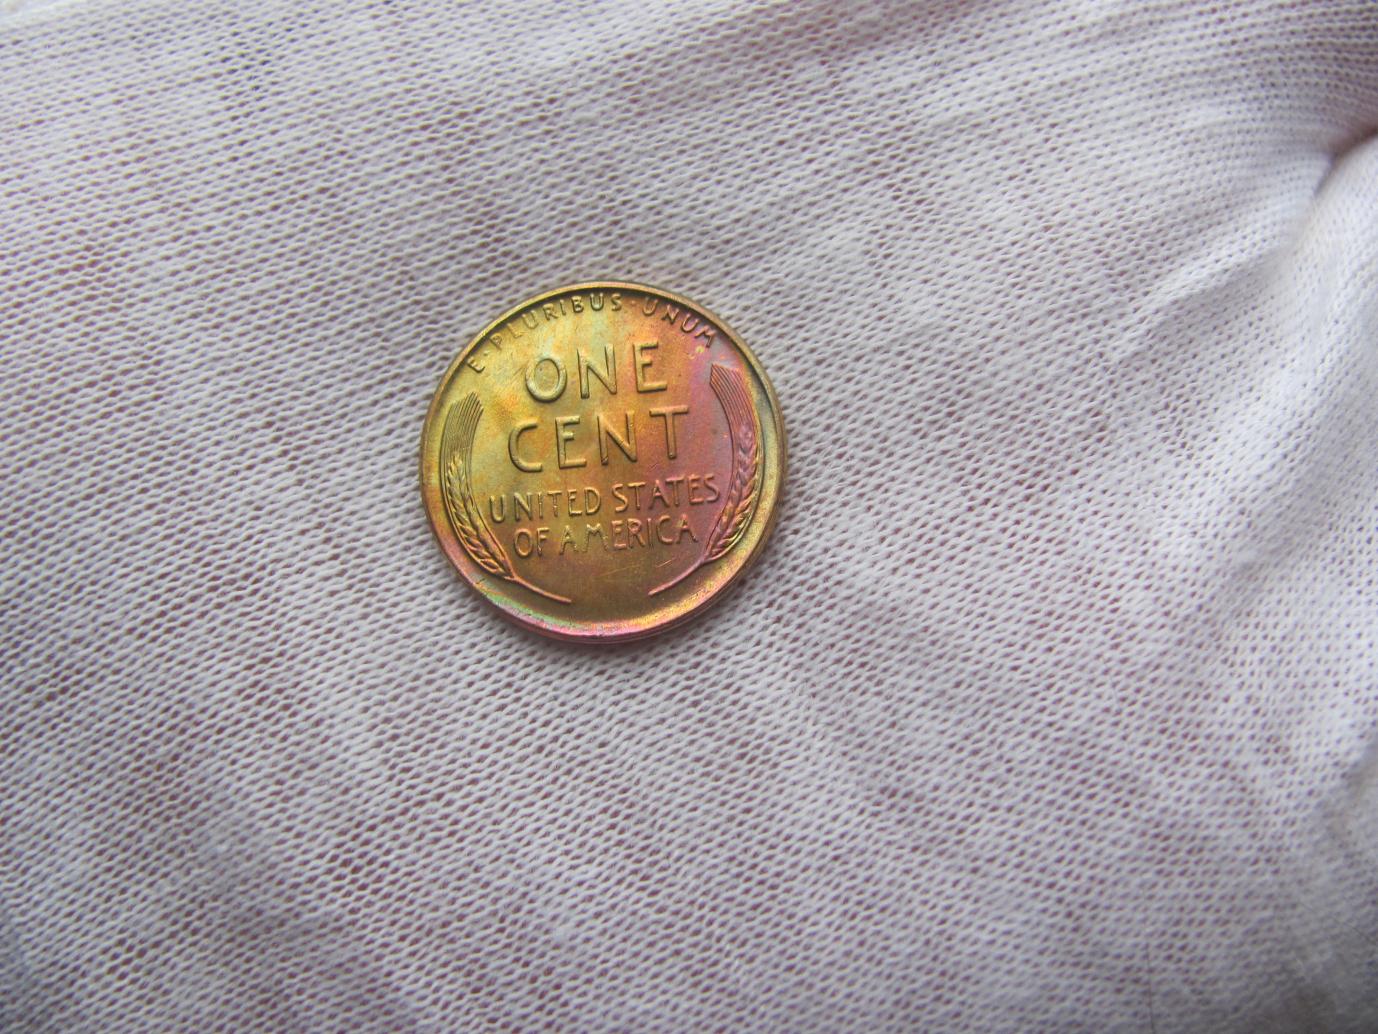 E·PLURIBUS·UNUM
ONE
CENT
UNITED STATES
OF AMERICA